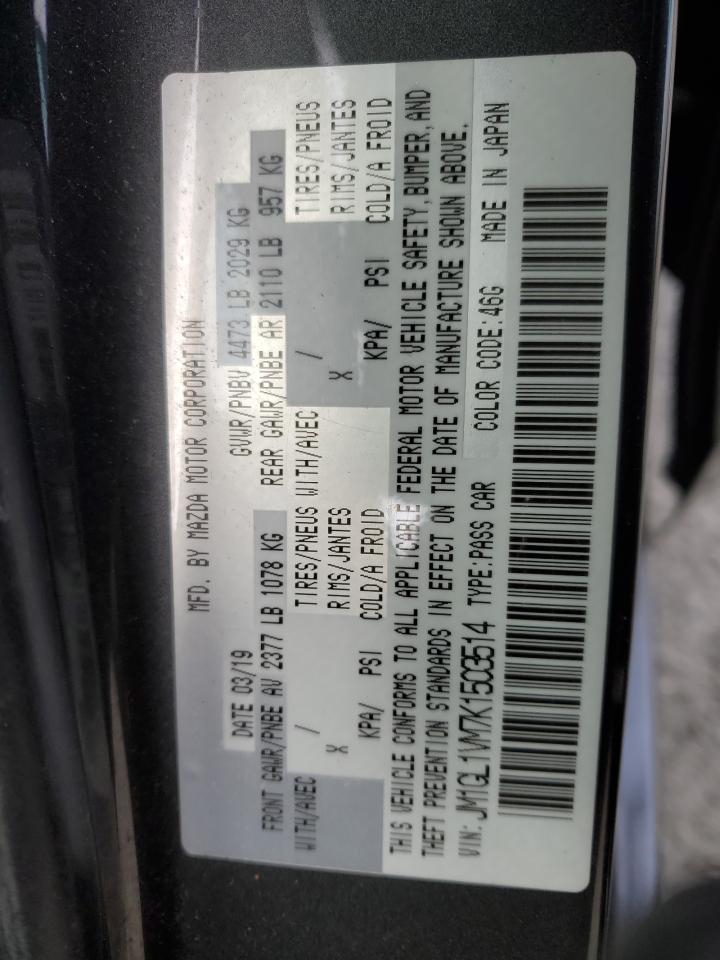 MFD. BY MAZDA MOTOR CORPORATION
DATE 03/19 GVWR/PNBV 4473 LB 2029 KG
FRONT GAWR/PNBE AV 2377 LB 1078 KG REAR GAWR/PNBE AR 2110 LB 957 KG
WITH/AVEC / TIRES/PNEUS WITH/AVEC / TIRES/PNEUS
X RIMS/JANTES X RIMS/JANTES
KPA/ PSI COLD/A FROID KPA/ PSI COLD/A FROID
THIS VEHICLE CONFORMS TO ALL APPLICABLE FEDERAL MOTOR VEHICLE SAFETY, BUMPER, AND
THEFT PREVENTION STANDARDS IN EFFECT ON THE DATE OF MANUFACTURE SHOWN ABOVE.
VIN: JM1GL1VM7K1503514 TYPE:PASS CAR COLOR CODE:46G MADE IN JAPAN